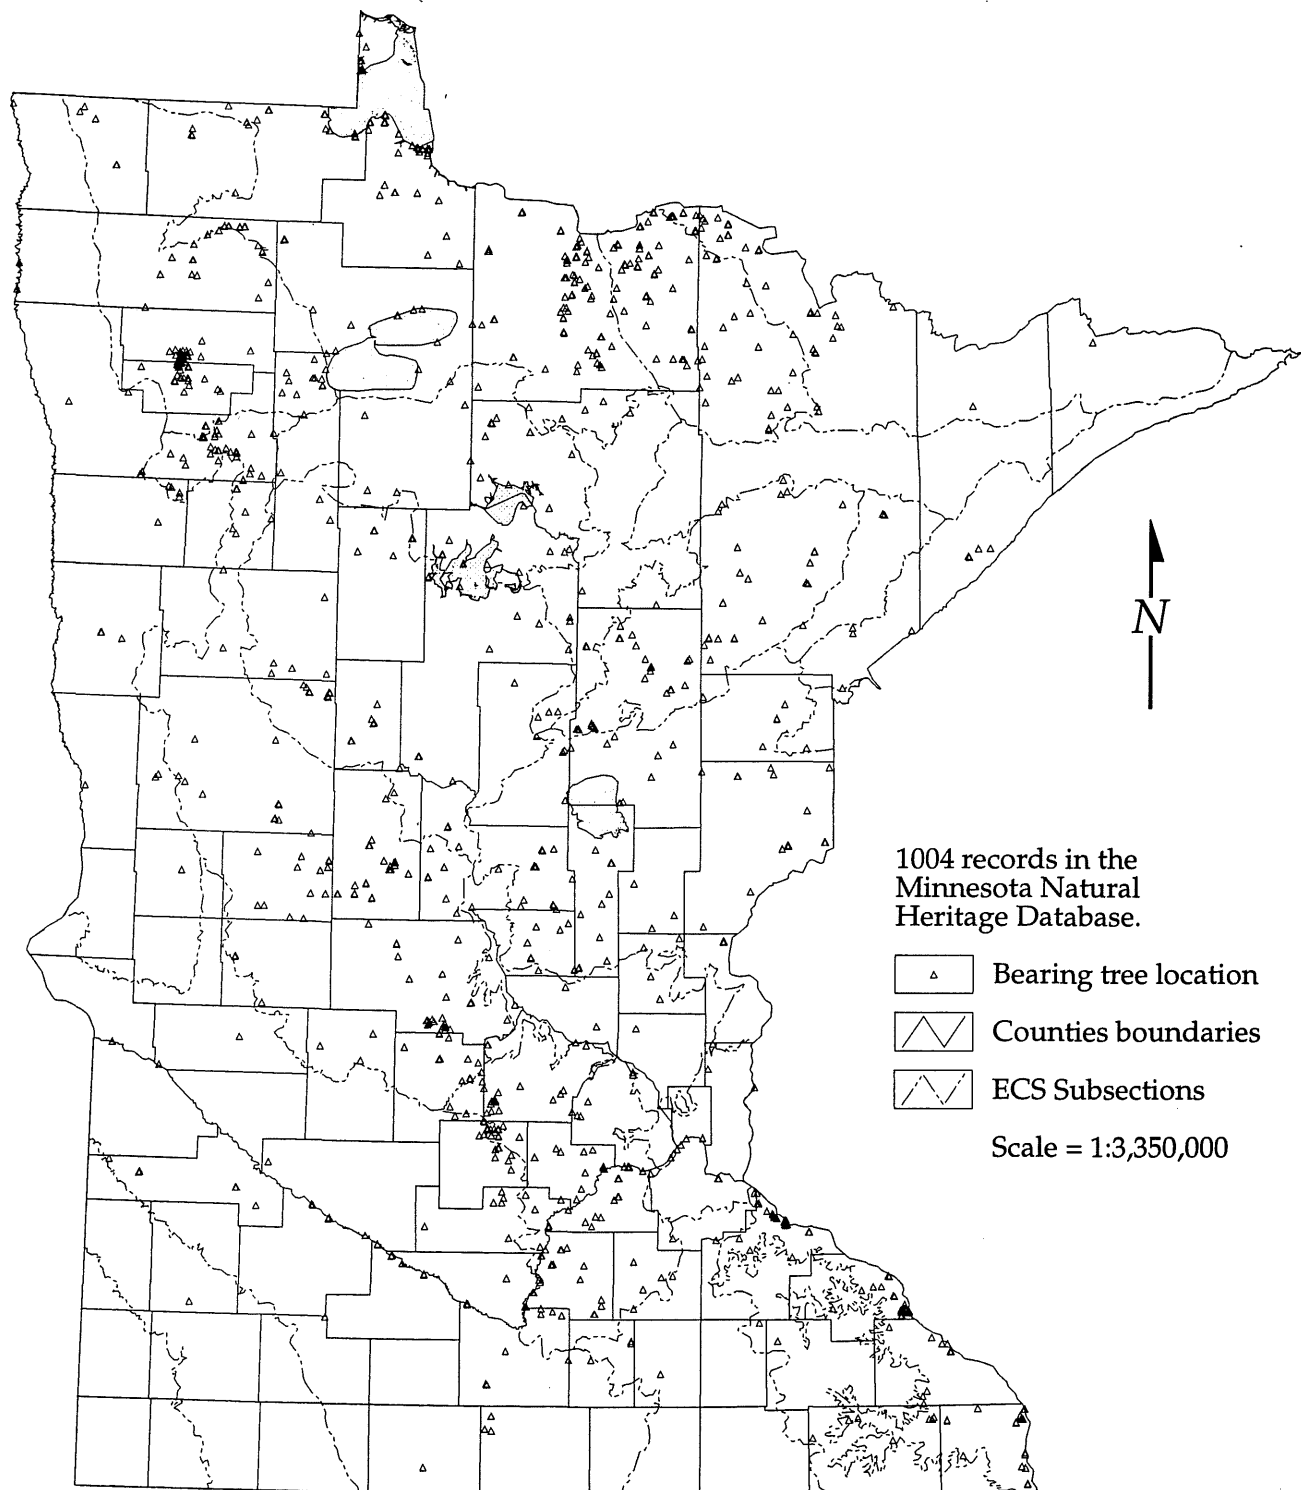 N
1004 records in the
Minnesota Natural
Heritage Database.
Bearing tree location
Counties boundaries
ECS Subsections
Scale = 1:3,350,000